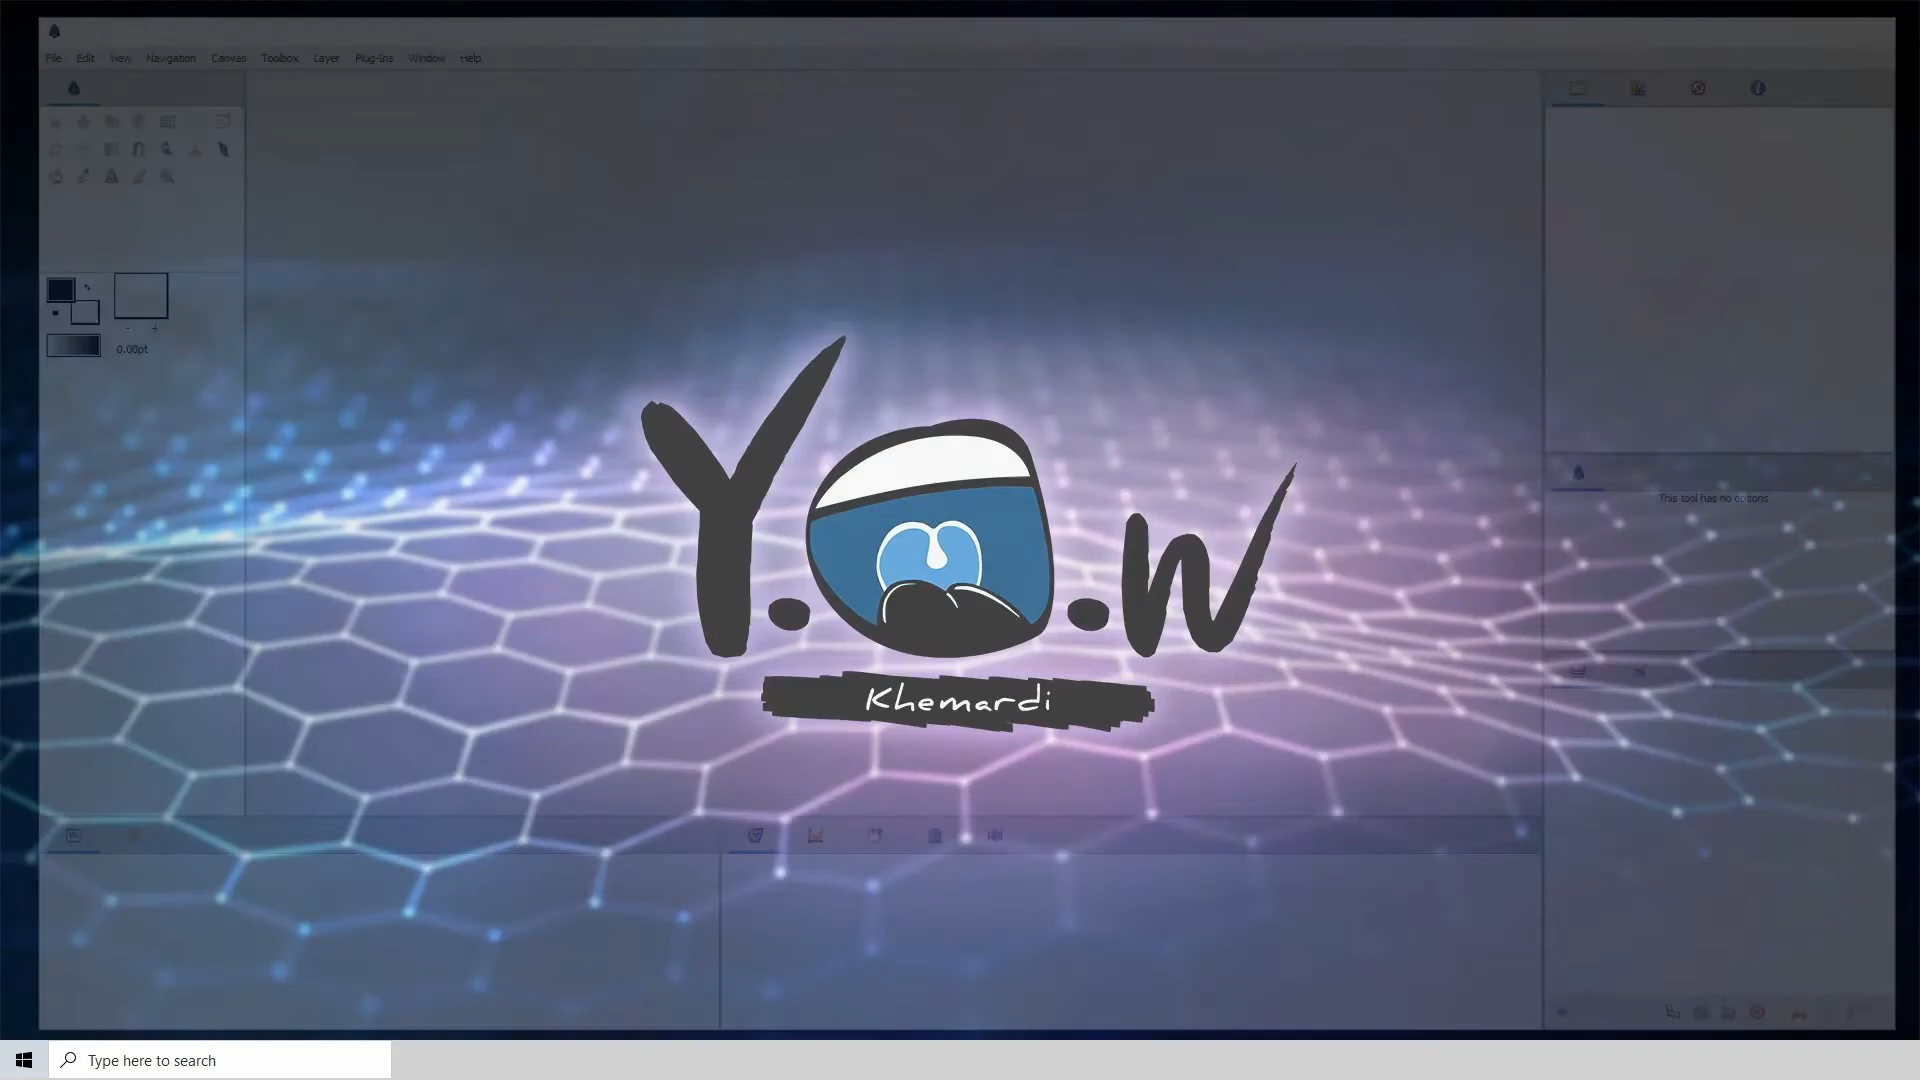 File Edit View Navigation Canvas Toolbox Layer Plug-Ins Window Help
0.00pt
This tool has no options
Y.O.W
Khemardi
Type here to search